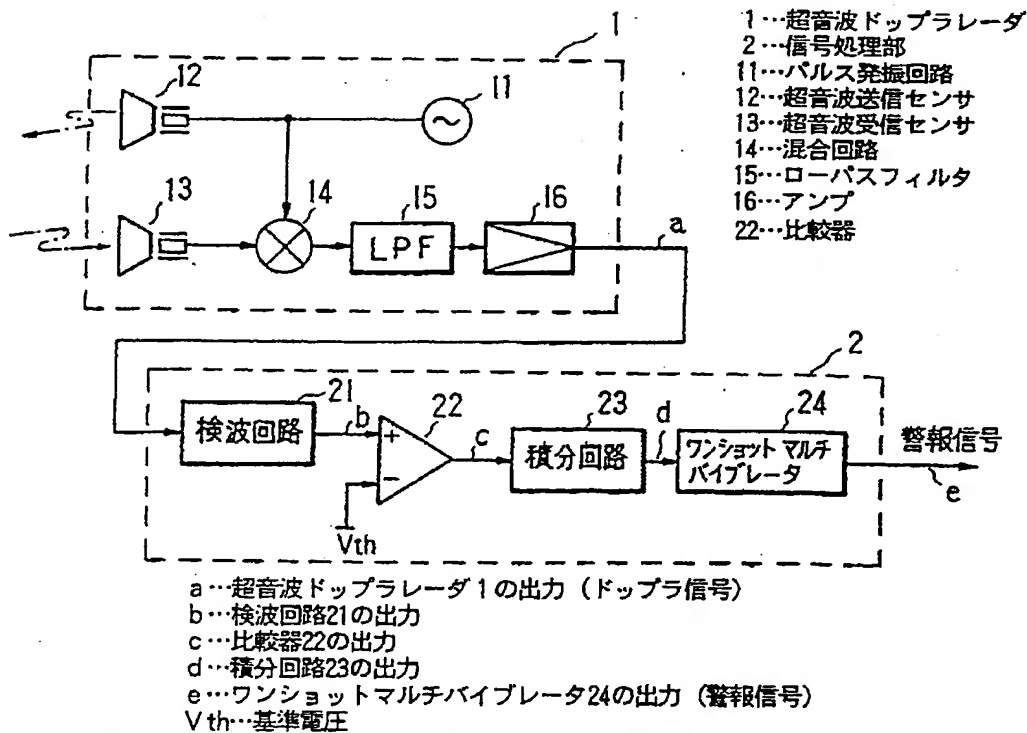 1
1…超音波ドップラレーダ
2…信号処理部
11…パルス発振回路
12…超音波送信センサ
13…超音波受信センサ
14…混合回路
15…ローパスフィルタ
16…アンプ
22…比較器
12
11
13
14
15
16
LPF
a
2
21
検波回路
b
22
+
−
Vth
c
23
積分回路
d
24
ワンショットマルチ
バイブレータ
警報信号
e
a…超音波ドップラレーダ1の出力（ドップラ信号）
b…検波回路21の出力
c…比較器22の出力
d…積分回路23の出力
e…ワンショットマルチバイブレータ24の出力（警報信号）
Vth…基準電圧